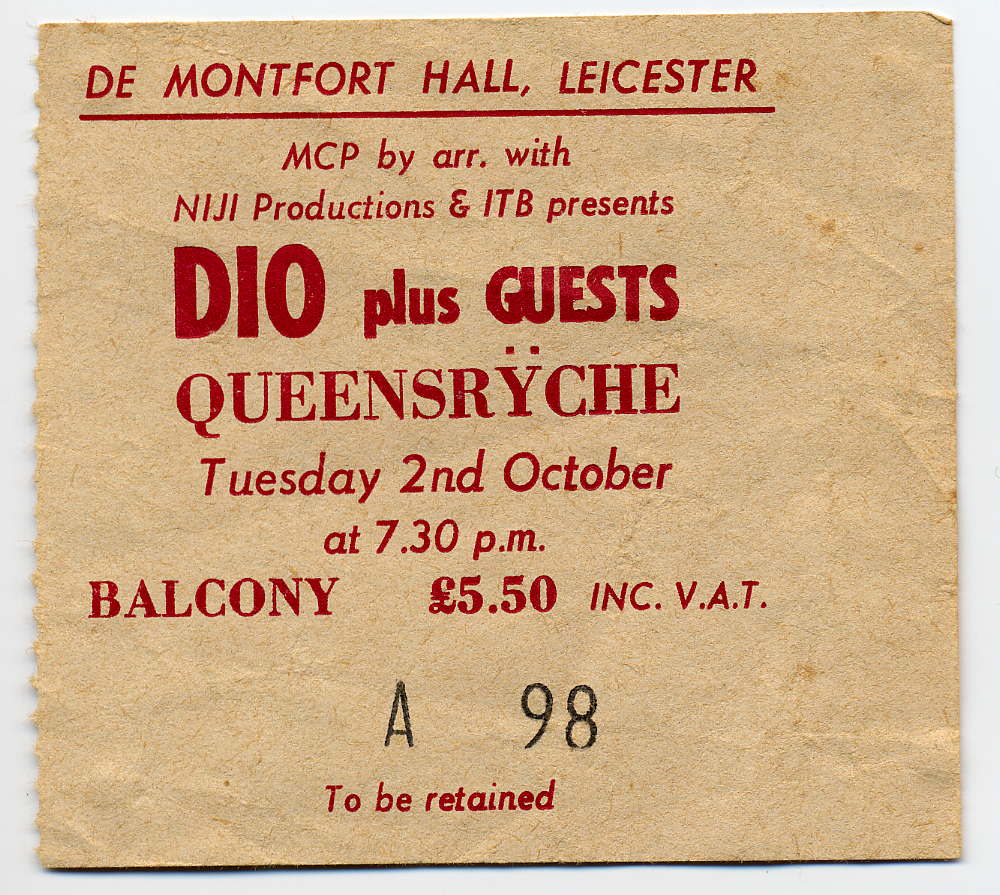 DE MONTFORT HALL, LEICESTER
MCP by arr. with
NIJI Productions & ITB presents
DIO plus GUESTS
QUEENSRŸCHE
Tuesday 2nd October
at 7.30 p.m.
BALCONY £5.50 INC. V.A.T.
A 98
To be retained